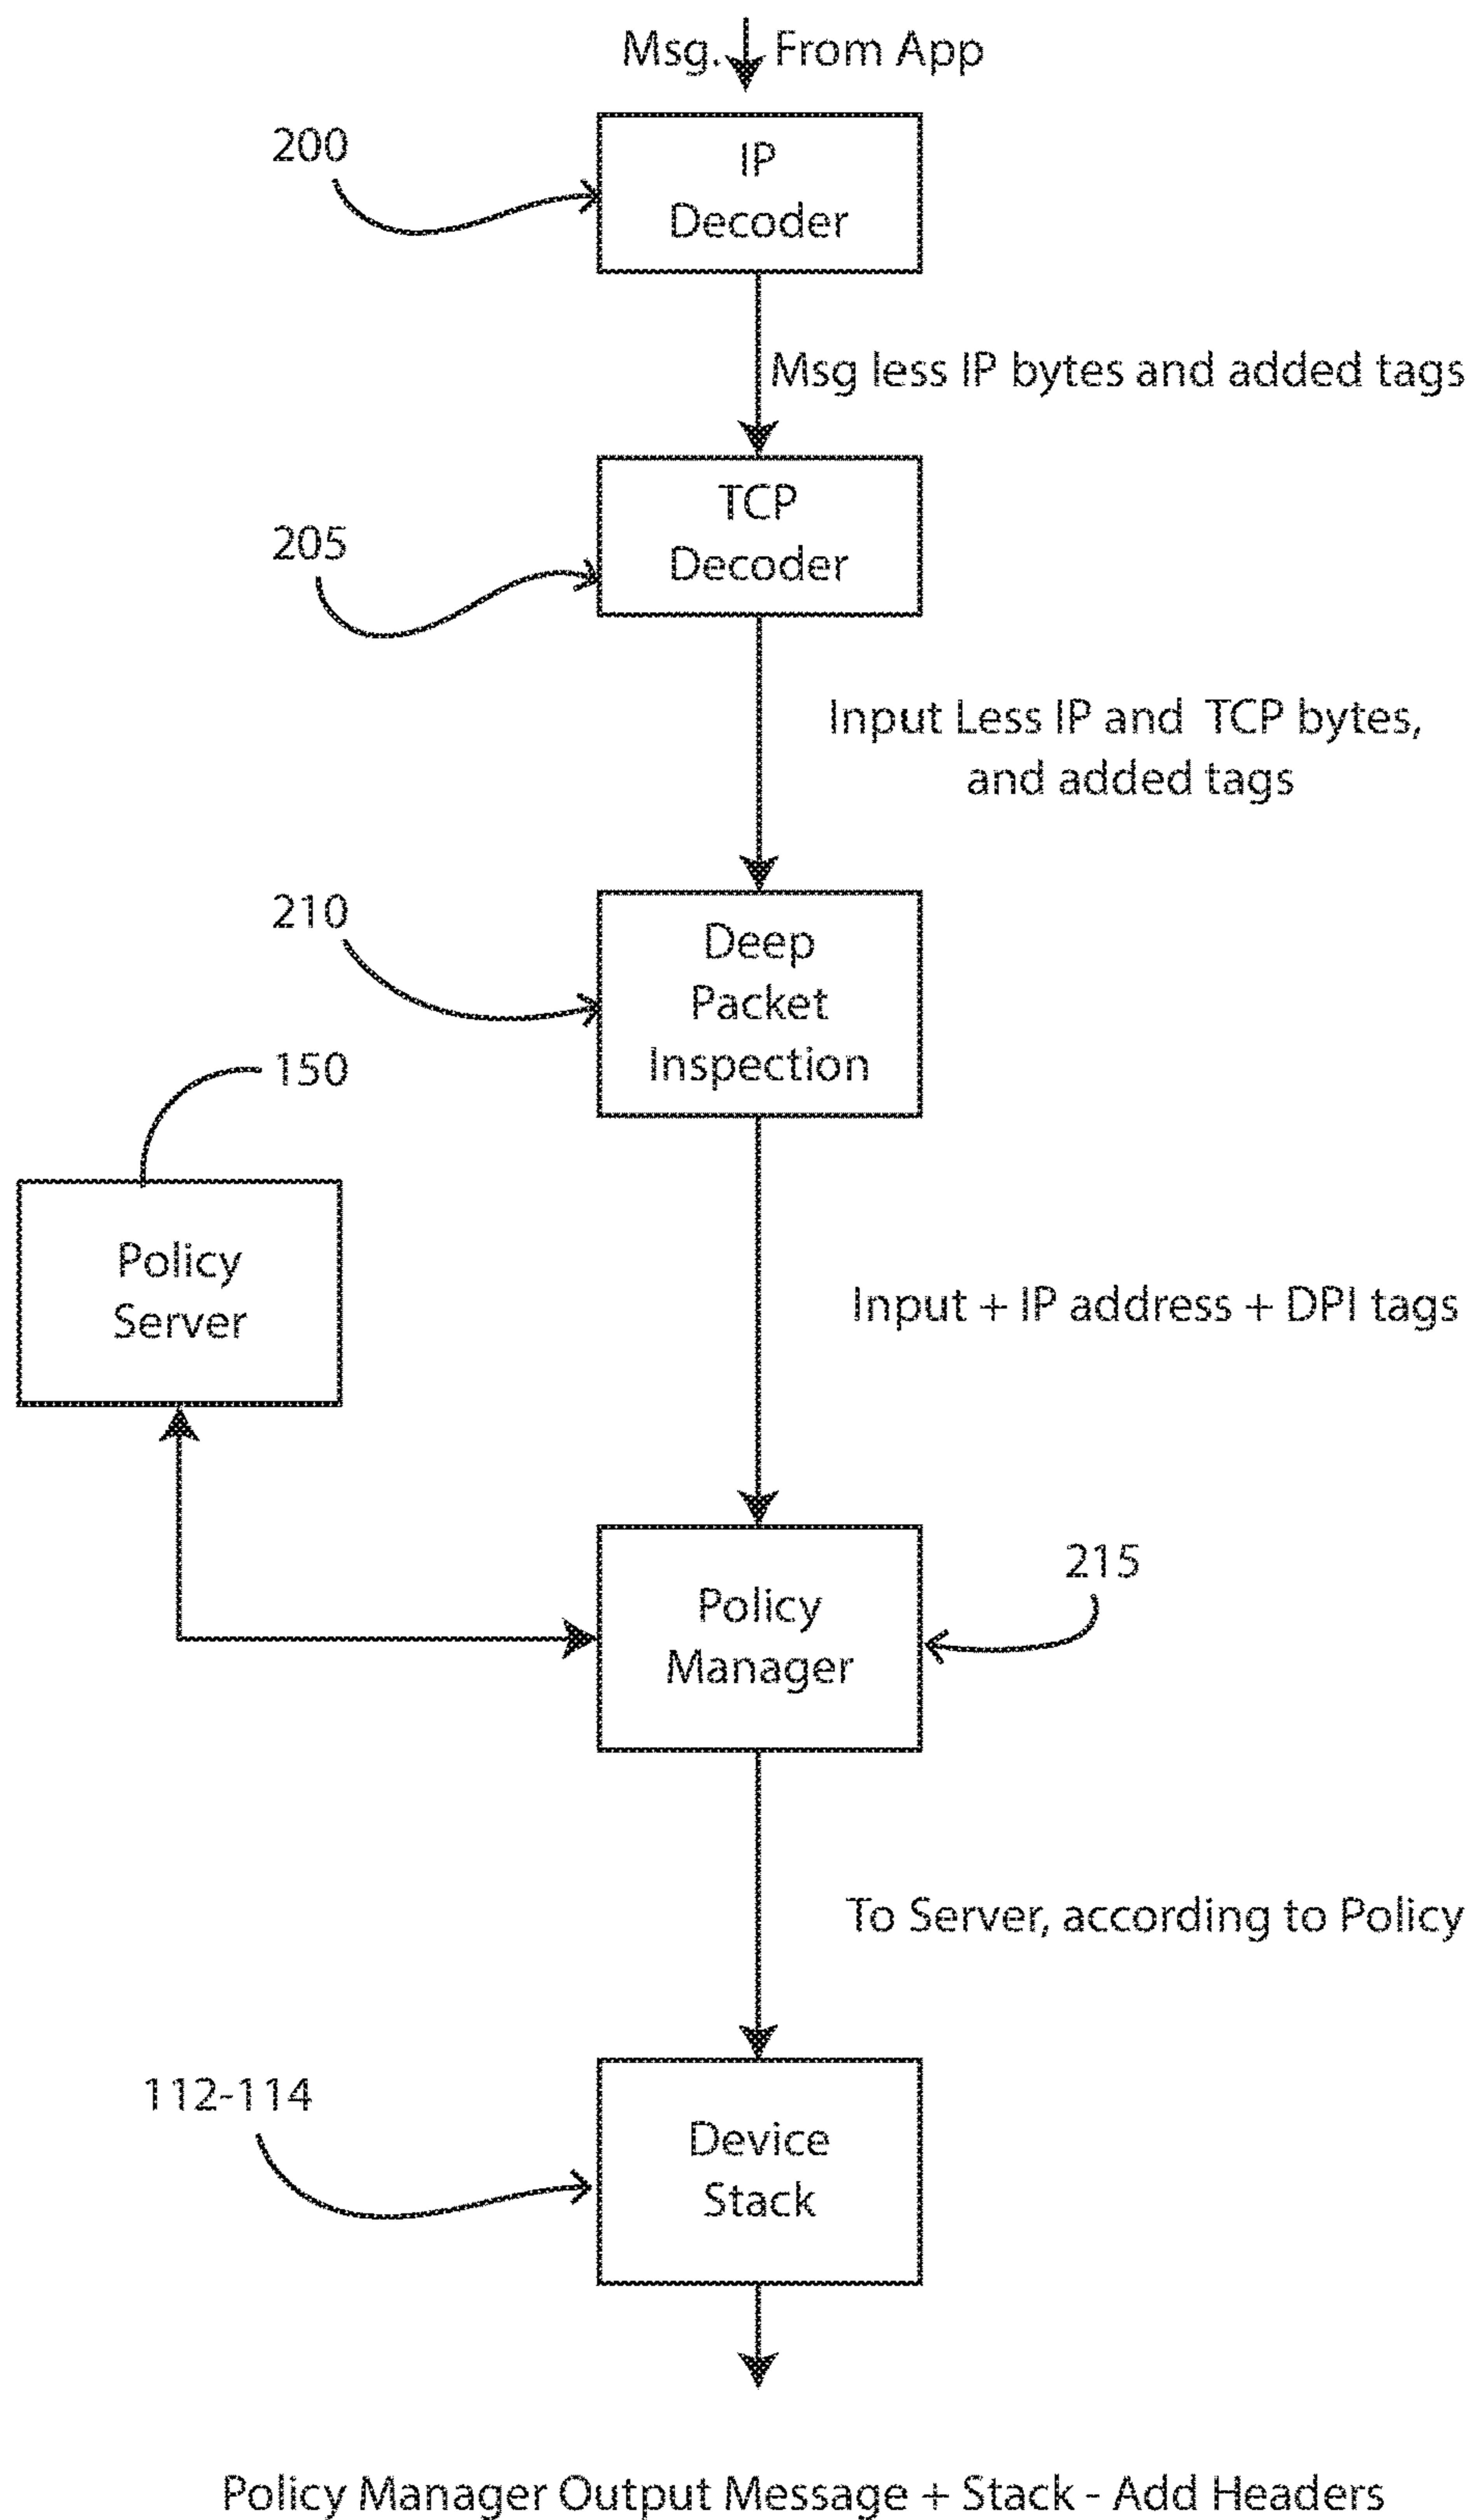 Msg. From App
200
IP
Decoder
Msg less IP bytes and added tags
205
TCP
Decoder
Input Less IP and TCP bytes,
and added tags
210
Deep
Packet
Inspection
150
Policy
Server
Input + IP address + DPI tags
215
Policy
Manager
To Server, according to Policy
112-114
Device
Stack
Policy Manager Output Message + Stack - Add Headers